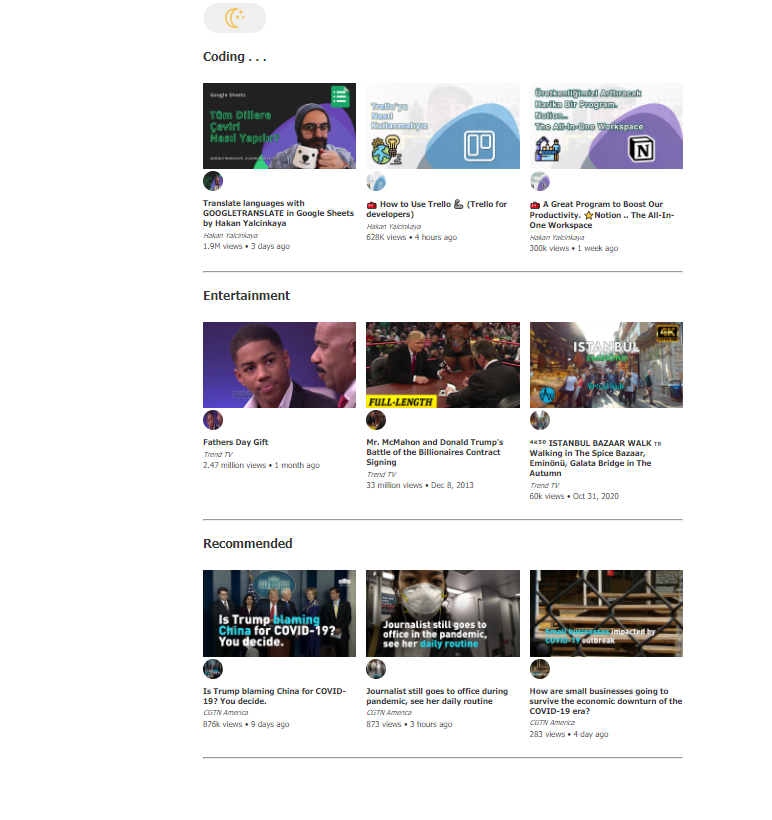 Coding . . .
Google Sheets
Tüm Dillere
Çeviri
Nasıl Yapılır
Trello'yu
Nasıl
Kullanmalıyız
Üretkenliğimizi Arttıracak
Harika Bir Program.
Notion..
The All-In-One Workspace
Translate languages with
GOOGLETRANSLATE in Google Sheets
by Hakan Yalcinkaya
Hakan Yalcinkaya
1.9M views • 3 days ago
🧰 How to Use Trello 🦾 (Trello for
developers)
Hakan Yalcinkaya
628K views • 4 hours ago
🧰 A Great Program to Boost Our
Productivity. ⭐Notion .. The All-In-
One Workspace
Hakan Yalcinkaya
300k views • 1 week ago
Entertainment
FULL-LENGTH
4K
ISTANBUL
Fathers Day Gift
Trend TV
2.47 million views • 1 month ago
Mr. McMahon and Donald Trump's
Battle of the Billionaires Contract
Signing
Trend TV
33 million views • Dec 8, 2013
⁴ᴷ⁵⁰ ISTANBUL BAZAAR WALK ᴛʀ
Walking in The Spice Bazaar,
Eminönü, Galata Bridge in The
Autumn
Trend TV
60k views • Oct 31, 2020
Recommended
Is Trump blaming
China for COVID-19?
You decide.
Journalist still goes to
office in the pandemic,
see her daily routine
Small businesses impacted by
COVID-19 outbreak
Is Trump blaming China for COVID-
19? You decide.
CGTN America
876k views • 9 days ago
Journalist still goes to office during
pandemic, see her daily routine
CGTN America
873 views • 3 hours ago
How are small businesses going to
survive the economic downturn of the
COVID-19 era?
CGTN America
283 views • 4 day ago